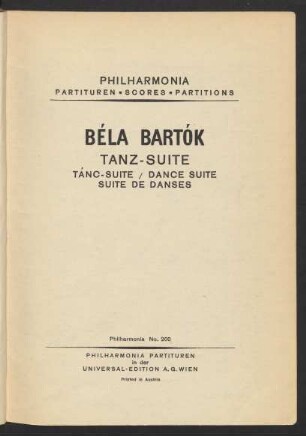 PHILHARMONIA
PARTITUREN • SCORES • PARTITIONS
BÉLA BARTÓK
TANZ-SUITE
TÁNC-SUITE / DANCE SUITE
SUITE DE DANSES
Philharmonia No. 200
PHILHARMONIA PARTITUREN
in der
UNIVERSAL-EDITION A.G. WIEN
Printed in Austria